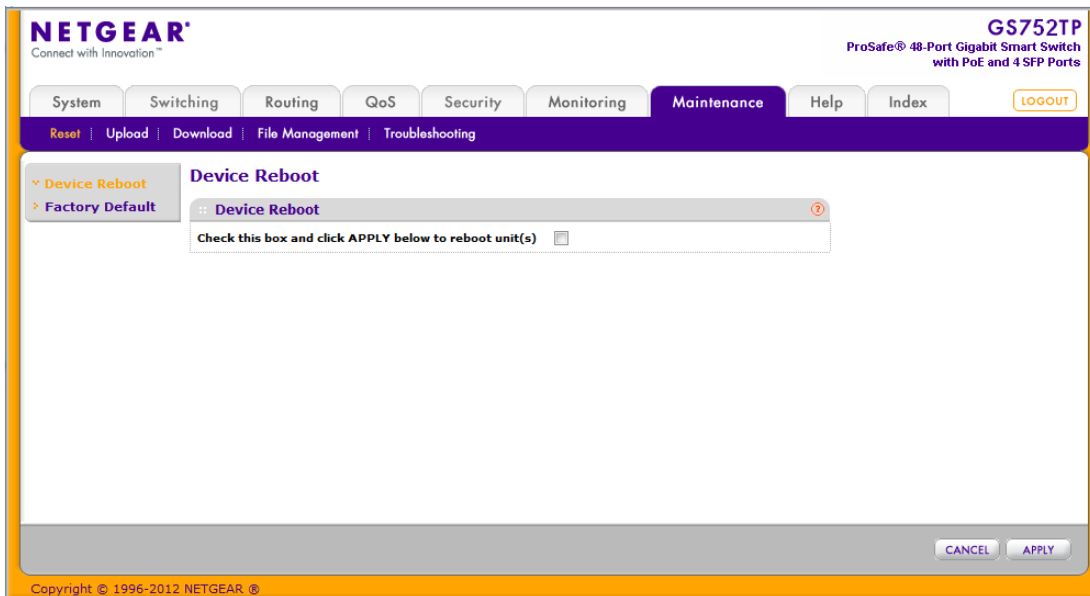 NETGEAR®
Connect with Innovation™
GS752TP
ProSafe® 48-Port Gigabit Smart Switch
with PoE and 4 SFP Ports
System Switching Routing QoS Security Monitoring Maintenance Help Index LOGOUT
Reset Upload Download File Management Troubleshooting
Device Reboot
Factory Default
Device Reboot
Device Reboot ?
Check this box and click APPLY below to reboot unit(s)
CANCEL APPLY
Copyright © 1996-2012 NETGEAR ®